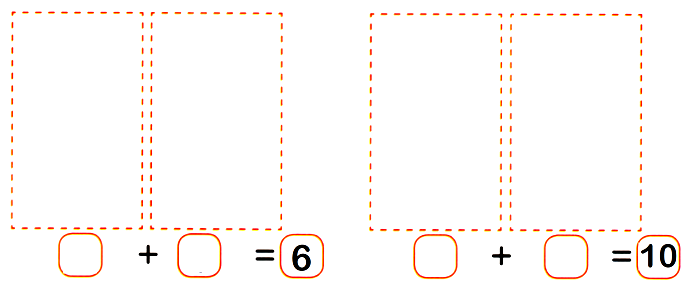 + = 6 + = 10